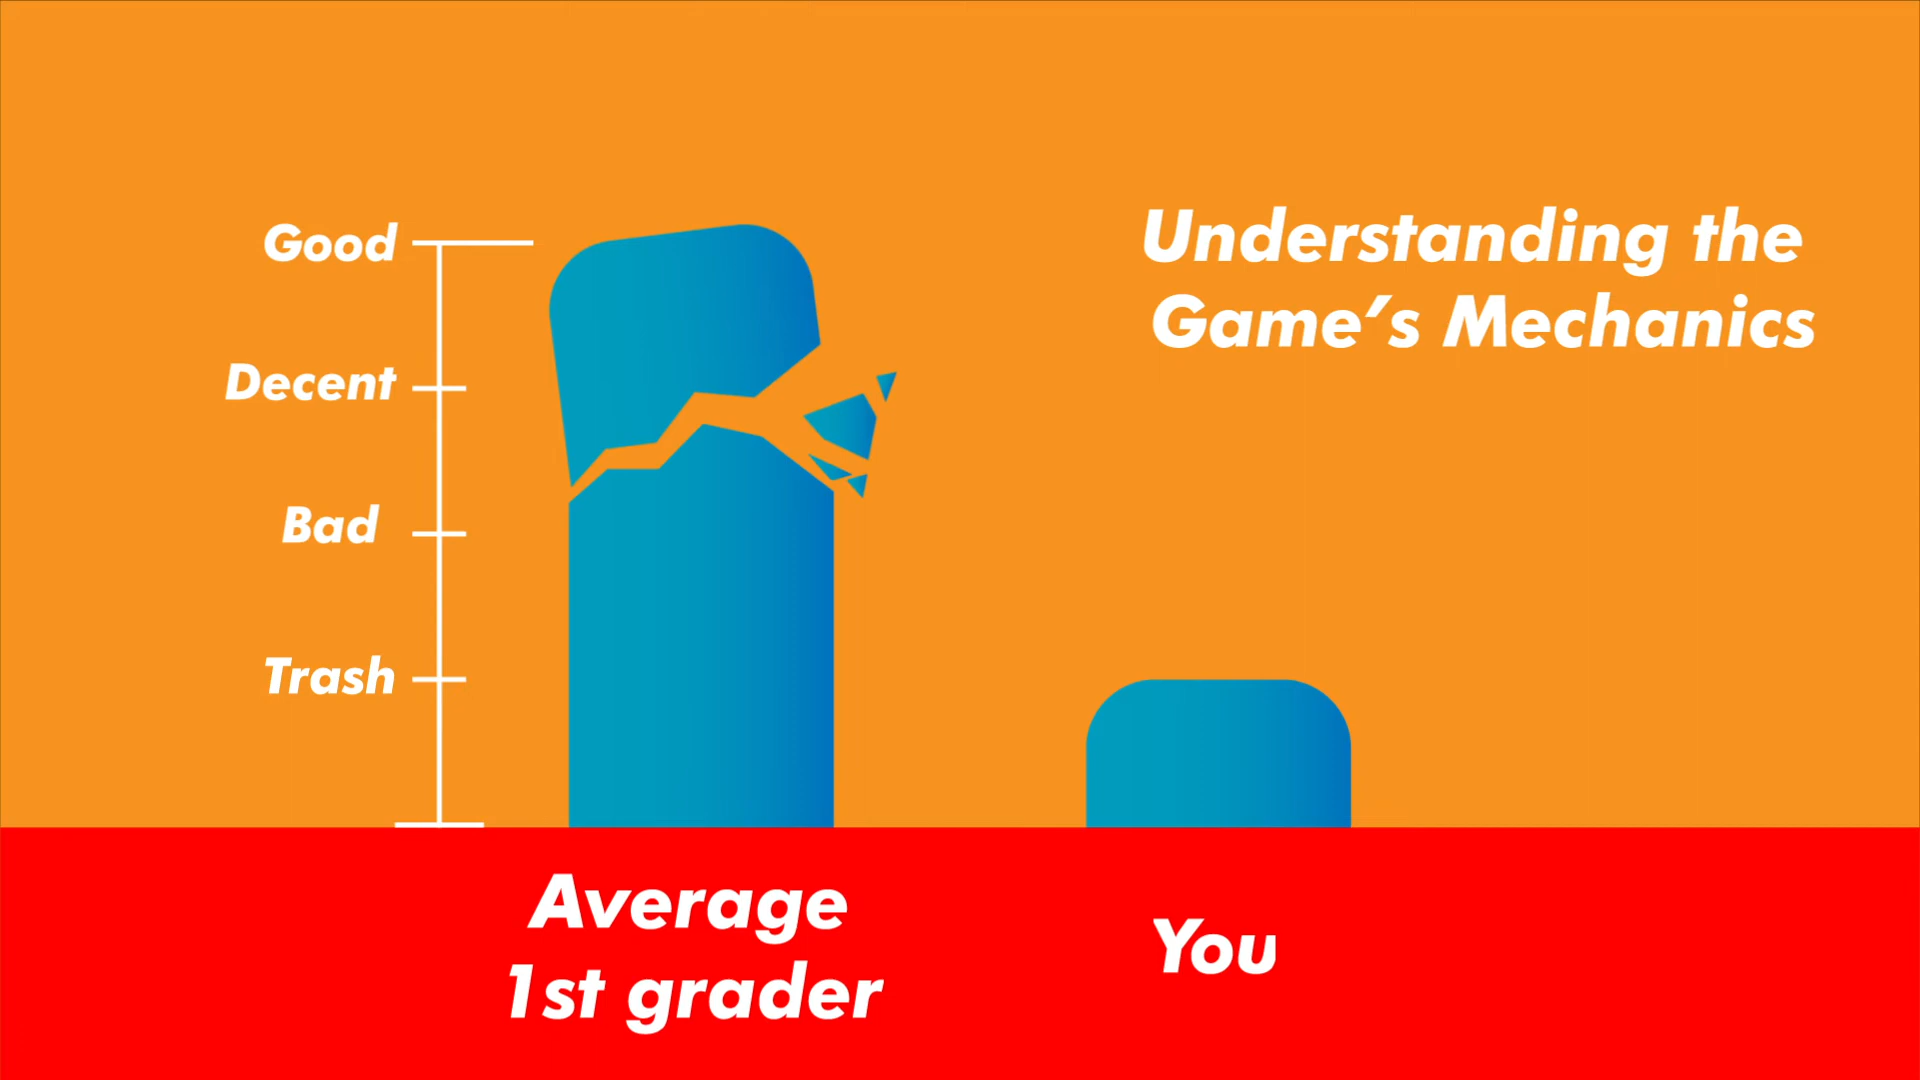 Understanding the
Game’s Mechanics
Good
Decent
Bad
Trash
Average
1st grader
You